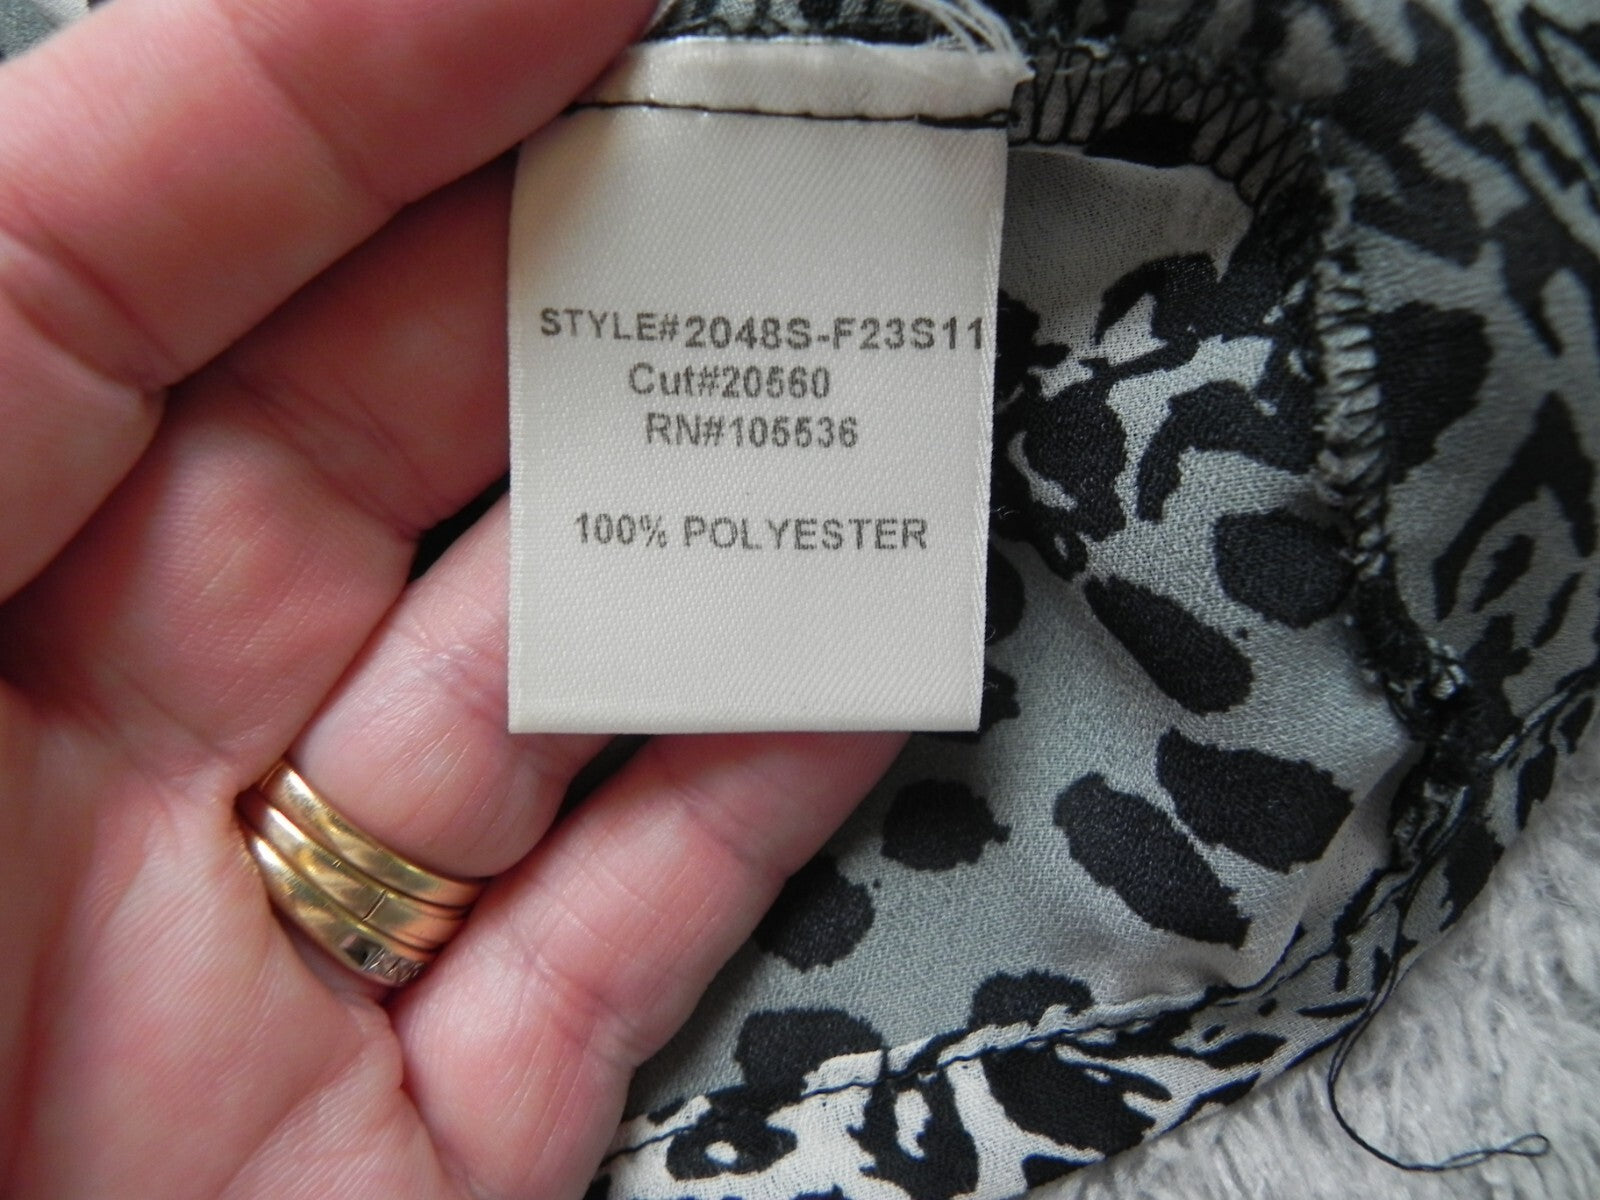 STYLE#2048S-F23S11
Cut#20560
RN#105536
100% POLYESTER